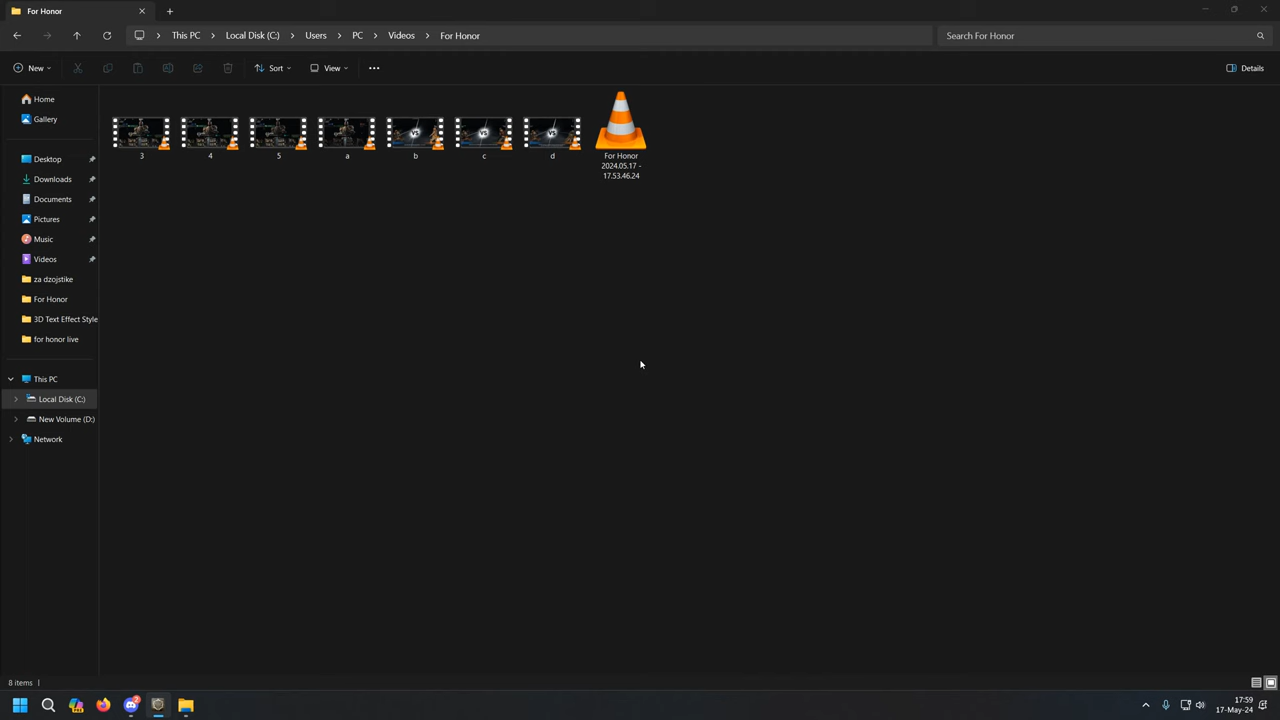 For Honor
This PC > Local Disk (C:) > Users > PC > Videos > For Honor
Search For Honor
New
Sort
View
Details
Home
Gallery
Desktop
Downloads
Documents
Pictures
Music
Videos
za dzojstike
For Honor
3D Text Effect Style
for honor live
This PC
Local Disk (C:)
New Volume (D:)
Network
3
4
5
a
b
c
d
For Honor
2024.05.17 -
17.53.46.24
VS
VS
VS
8 items
17:59
17-May-24